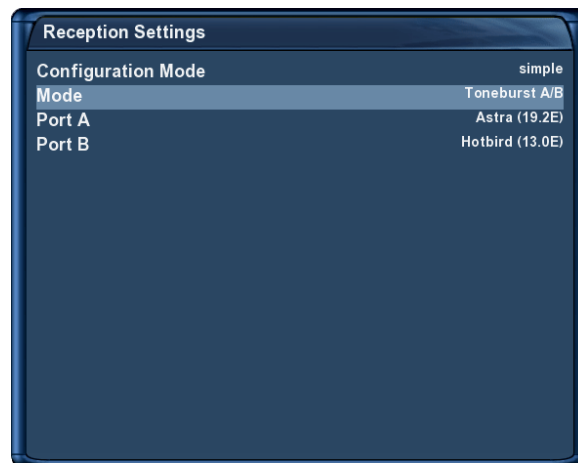 Reception Settings
Configuration Mode simple
Mode Toneburst A/B
Port A Astra (19.2E)
Port B Hotbird (13.0E)